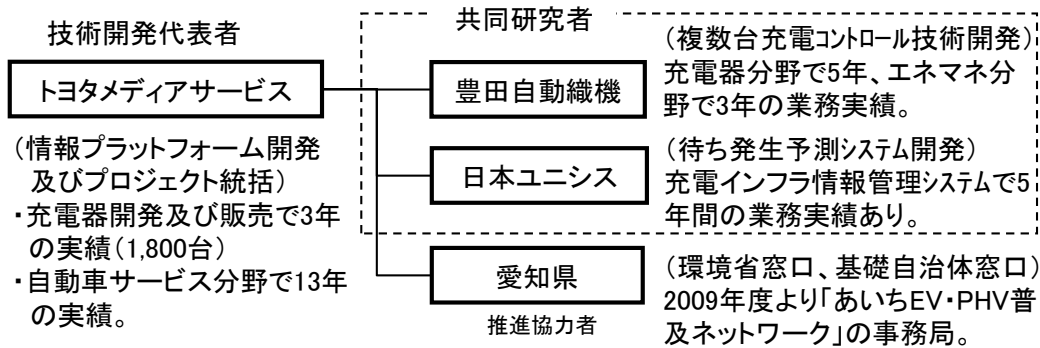 技術開発代表者
トヨタメディアサービス
(情報プラットフォーム開発
及びプロジェクト統括)
・充電器開発及び販売で3年
の実績(1,800台)
・自動車サービス分野で13年
の実績。
共同研究者
豊田自動織機
(複数台充電コントロール技術開発)
充電器分野で5年、エネマネ分
野で3年の業務実績。
日本ユニシス
(待ち発生予測システム開発)
充電インフラ情報管理システムで5
年間の業務実績あり。
愛知県
推進協力者
(環境省窓口、基礎自治体窓口)
2009年度より「あいちEV・PHV普
及ネットワーク」の事務局。